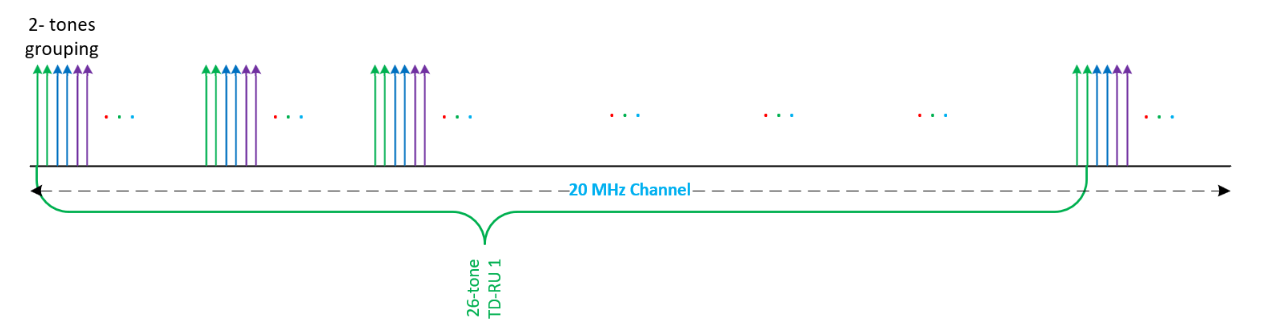 2- tones
grouping
20 MHz Channel
26-tone
TD-RU 1